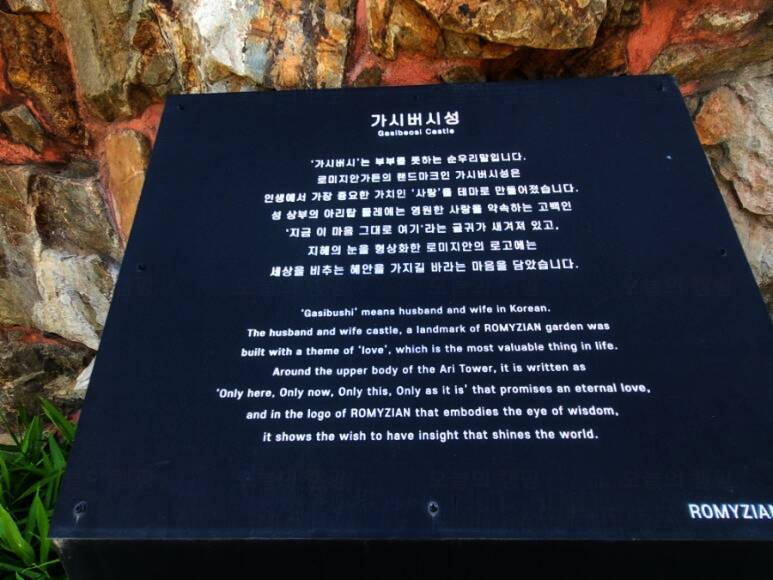 가시버시성
Gasibeosi Castle
'가시버시'는 부부를 뜻하는 순우리말입니다.
로미지안가든의 랜드마크인 가시버시성은
인생에서 가장 중요한 가치인 '사랑'을 테마로 만들어졌습니다.
성 상부의 아리탑 둘레에는 영원한 사랑을 약속하는 고백인
'지금 이 마음 그대로 여기'라는 글귀가 새겨져 있고,
지혜의 눈을 형상화한 로미지안의 로고에는
세상을 비추는 혜안을 가지길 바라는 마음을 담았습니다.
'Gasibushi' means husband and wife in Korean.
The husband and wife castle, a landmark of ROMYZIAN garden was
built with a theme of 'love', which is the most valuable thing in life.
Around the upper body of the Ari Tower, it is written as
'Only here, Only now, Only this, Only as it is' that promises an eternal love,
and in the logo of ROMYZIAN that embodies the eye of wisdom,
it shows the wish to have insight that shines the world.
ROMYZIAN